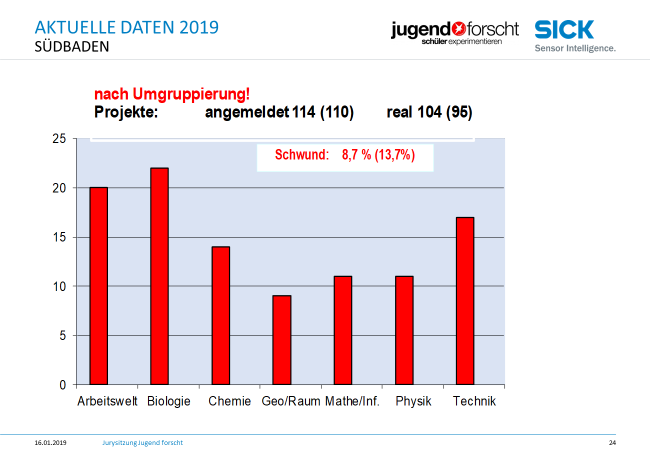 AKTUELLE DATEN 2019
SÜDBADEN
jugend forscht
schüler experimentieren
SICK
Sensor Intelligence.
nach Umgruppierung!
Projekte: angemeldet 114 (110) real 104 (95)
Schwund: 8,7 % (13,7%)
25
20
15
10
5
0
Arbeitswelt Biologie Chemie Geo/Raum Mathe/Inf. Physik Technik
16.01.2019 Jurysitzung Jugend forscht 24